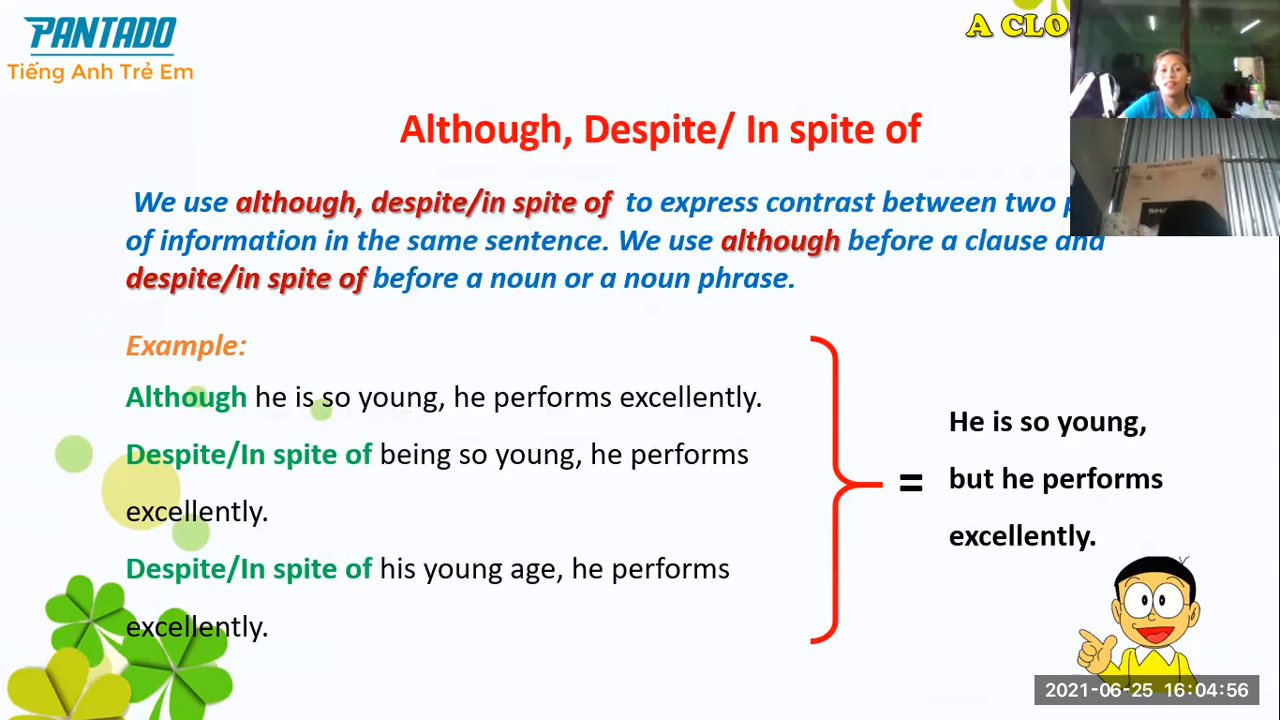 PANTADO
Tiếng Anh Trẻ Em
A CLO
Although, Despite/ In spite of
We use although, despite/in spite of to express contrast between two
of information in the same sentence. We use although before a clause and
despite/in spite of before a noun or a noun phrase.
Example:
Although he is so young, he performs excellently.
Despite/In spite of being so young, he performs
excellently.
Despite/In spite of his young age, he performs
excellently.
=
He is so young,
but he performs
excellently.
2021-06-25 16:04:56